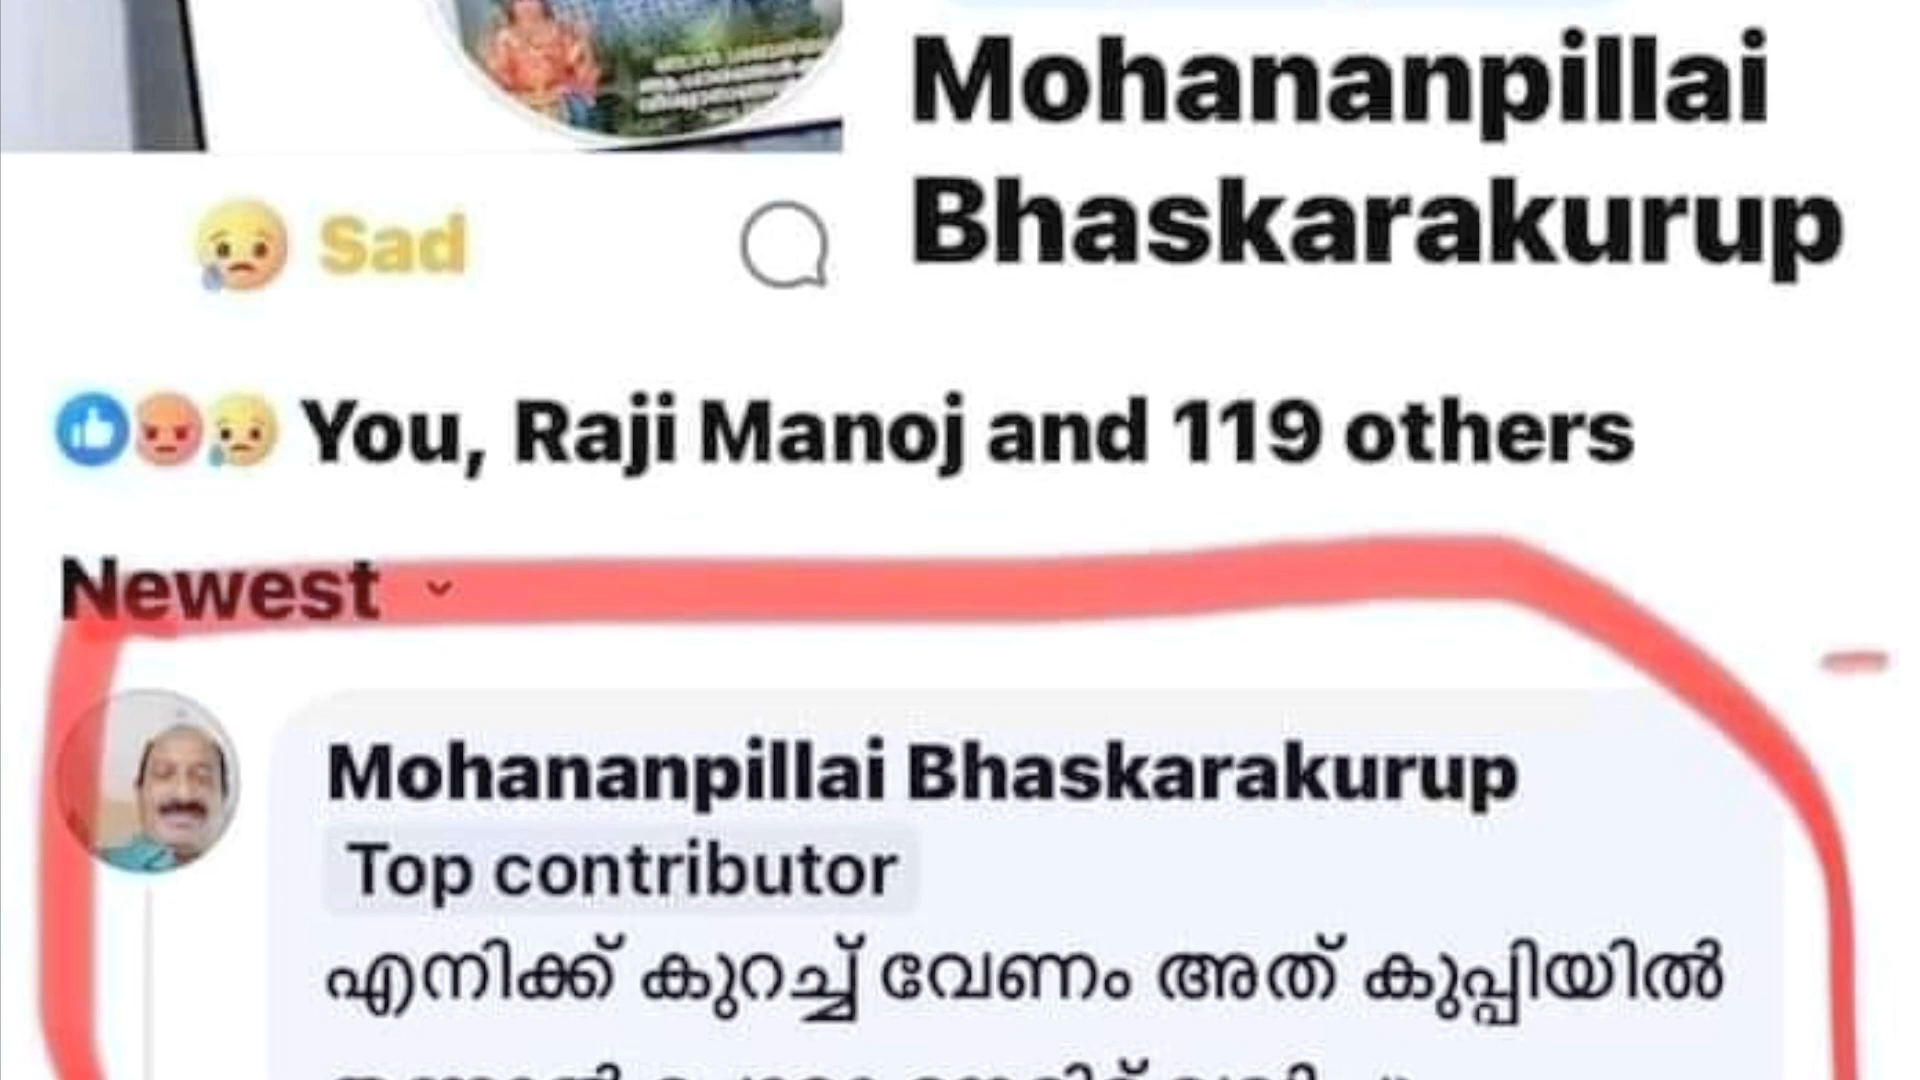 Mohananpillai
Bhaskarakurup
Sad
You, Raji Manoj and 119 others
Newest
Mohananpillai Bhaskarakurup
Top contributor
എനിക്ക് കുറച്ച് വേണം അത് കുപ്പിയിൽ